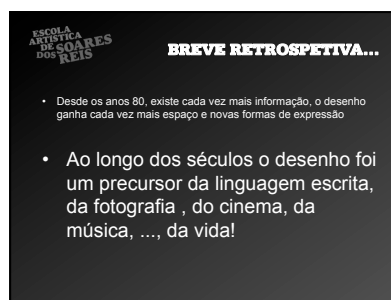 ESCOLA
ARTÍSTICA
DE SOARES
DOS REIS
BREVE RETROSPETIVA...
• Desde os anos 80, existe cada vez mais informação, o desenho
ganha cada vez mais espaço e novas formas de expressão
• Ao longo dos séculos o desenho foi
um precursor da linguagem escrita,
da fotografia , do cinema, da
música, ..., da vida!